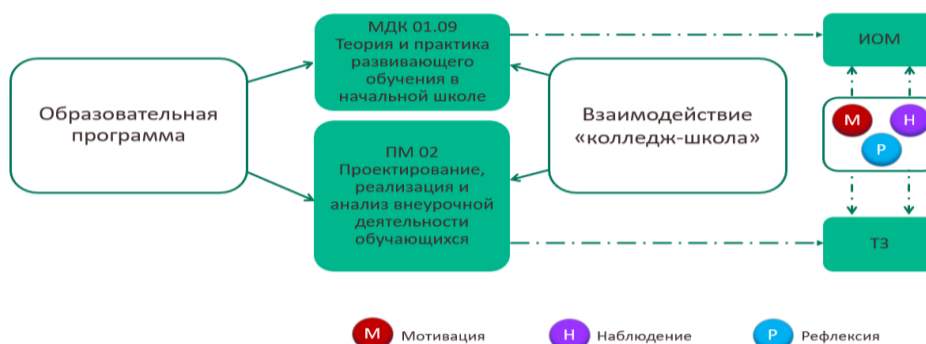 МДК 01.09
Теория и практика
развивающего
обучения в
начальной школе
ИОМ
Образовательная
программа
Взаимодействие
«колледж-школа»
М
Н
Р
ПМ 02
Проектирование,
реализация и
анализ внеурочной
деятельности
обучающихся
ТЗ
М Мотивация
Н Наблюдение
Р Рефлексия